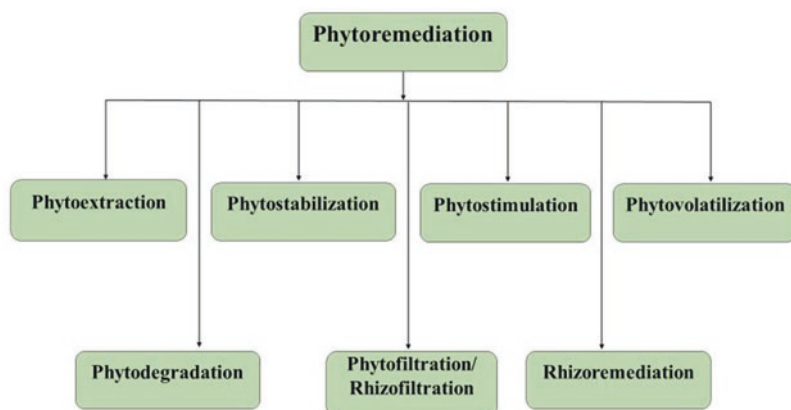 Phytoremediation
Phytoextraction
Phytostabilization
Phytostimulation
Phytovolatilization
Phytodegradation
Phytofiltration/
Rhizofiltration
Rhizoremediation